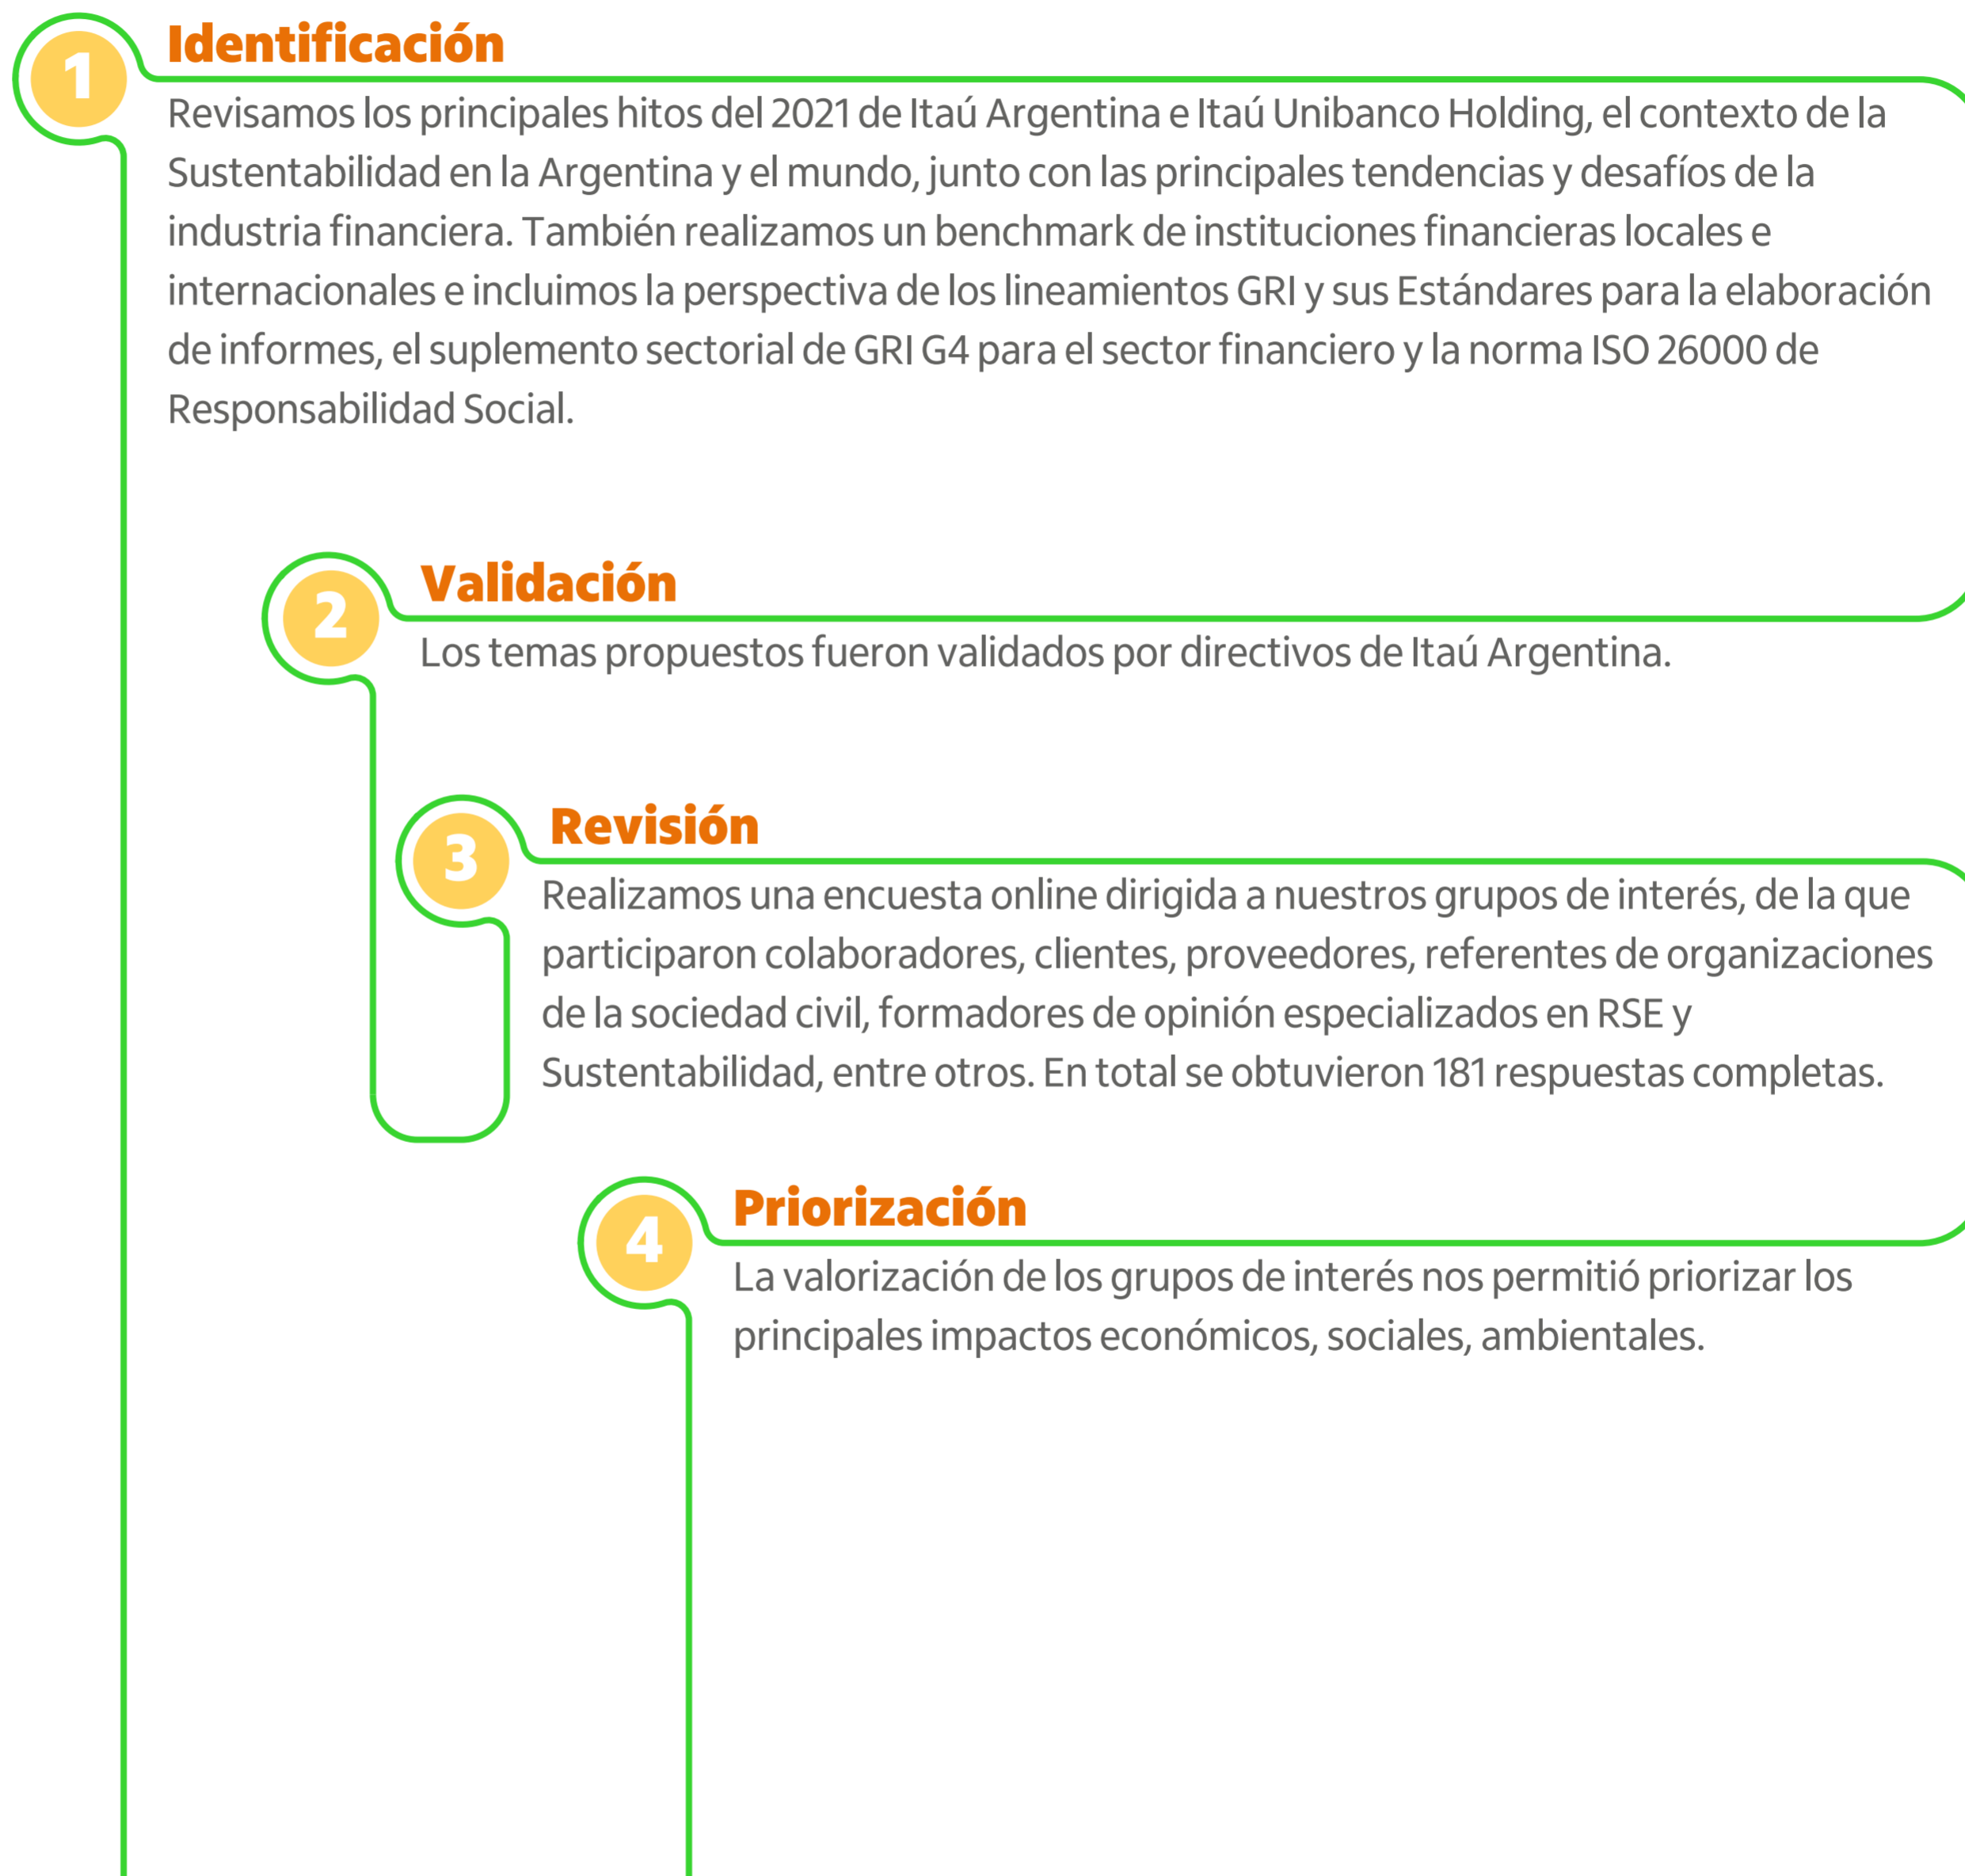 1
Identificación
Revisamos los principales hitos del 2021 de Itaú Argentina e Itaú Unibanco Holding, el contexto de la
Sustentabilidad en la Argentina y el mundo, junto con las principales tendencias y desafíos de la
industria financiera. También realizamos un benchmark de instituciones financieras locales e
internacionales e incluimos la perspectiva de los lineamientos GRI y sus Estándares para la elaboración
de informes, el suplemento sectorial de GRI G4 para el sector financiero y la norma ISO 26000 de
Responsabilidad Social.
2
Validación
Los temas propuestos fueron validados por directivos de Itaú Argentina.
3
Revisión
Realizamos una encuesta online dirigida a nuestros grupos de interés, de la que
participaron colaboradores, clientes, proveedores, referentes de organizaciones
de la sociedad civil, formadores de opinión especializados en RSE y
Sustentabilidad, entre otros. En total se obtuvieron 181 respuestas completas.
4
Priorización
La valorización de los grupos de interés nos permitió priorizar los
principales impactos económicos, sociales, ambientales.